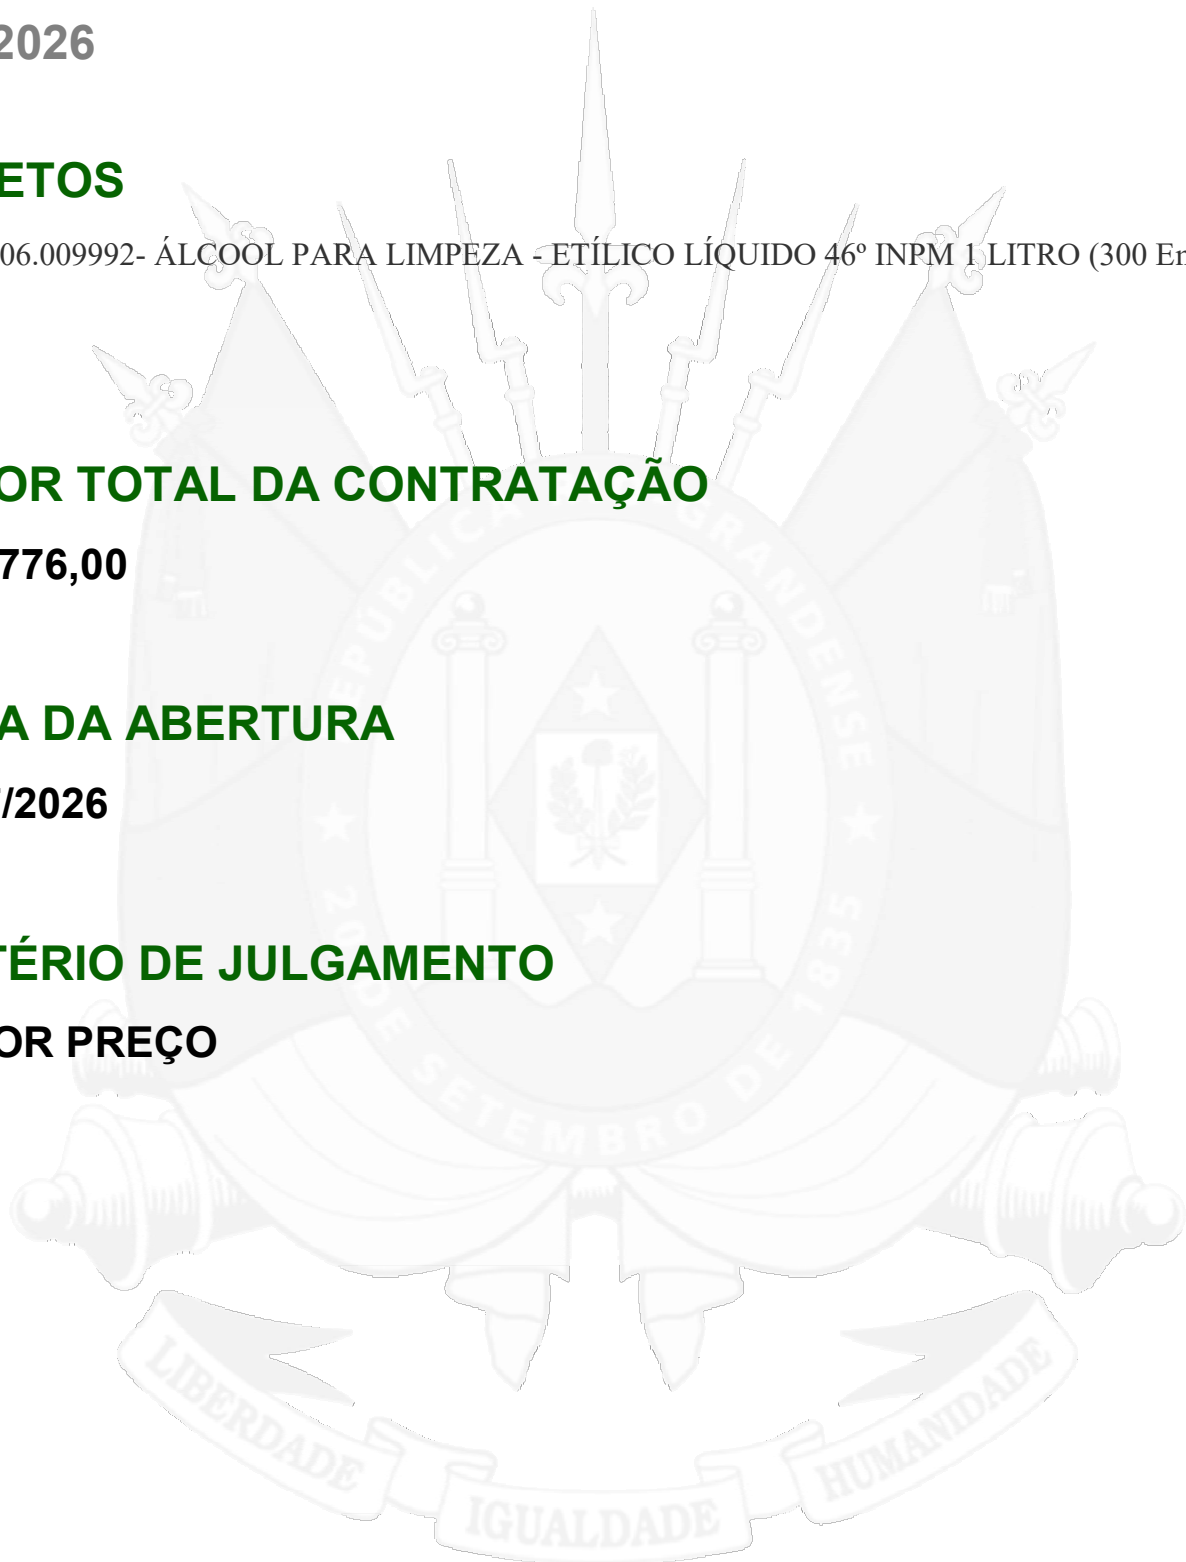 2026
ETOS
06.009992- ÁLCOOL PARA LIMPEZA - ETÍLICO LÍQUIDO 46º INPM 1 LITRO (300 En
OR TOTAL DA CONTRATAÇÃO
776,00
A DA ABERTURA
/2026
TÉRIO DE JULGAMENTO
OR PREÇO
REPÚBLICA RIO GRANDENSE
20 DE SETEMBRO DE 1835
LIBERDADE IGUALDADE HUMANIDADE